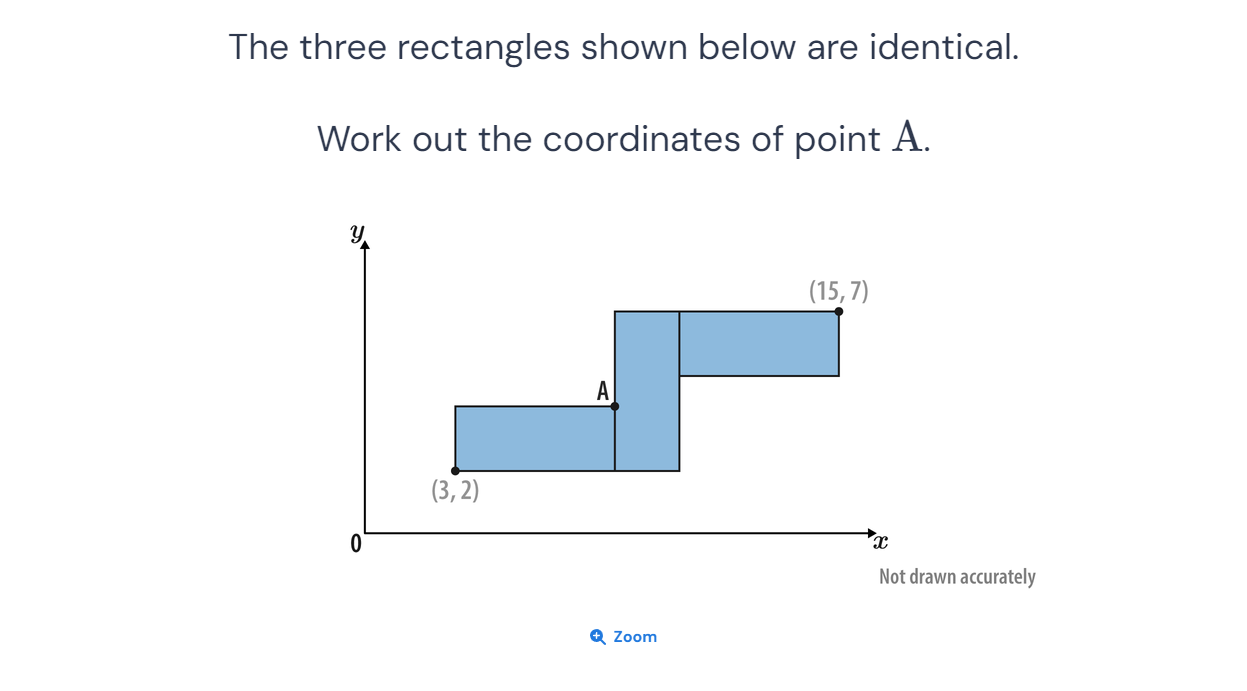 The three rectangles shown below are identical.
Work out the coordinates of point A.
y
(15, 7)
A
(3, 2)
0
x
Not drawn accurately
Zoom